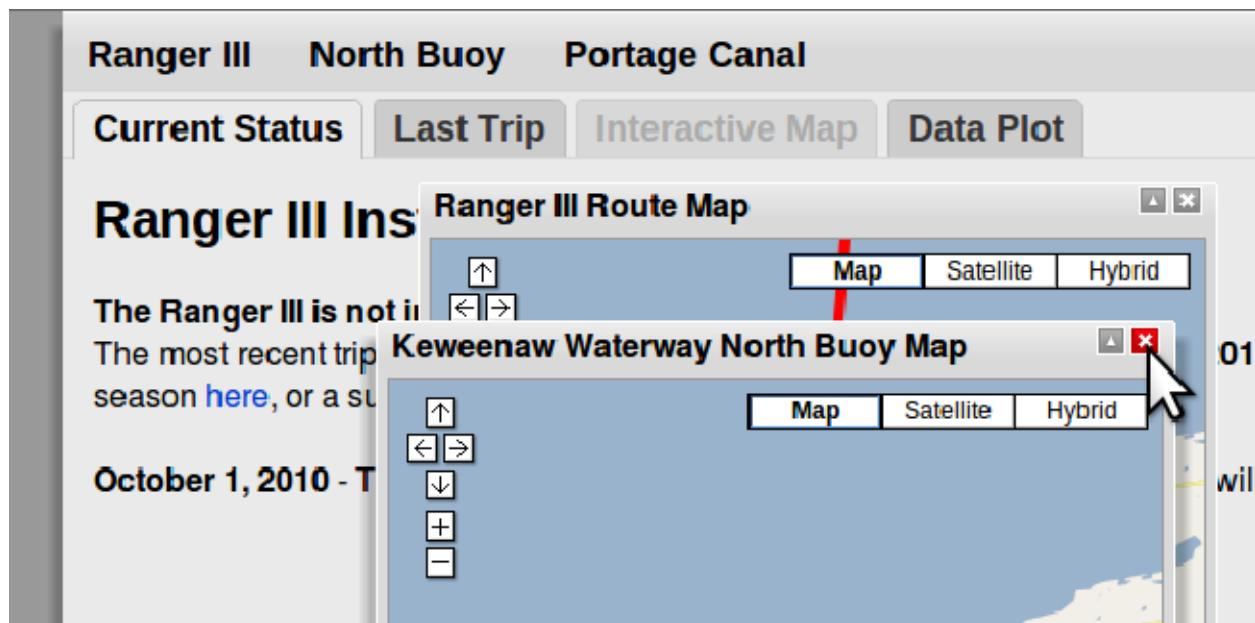 Ranger III North Buoy Portage Canal
Current Status Last Trip Interactive Map Data Plot
Ranger III
Ranger III Route Map
Map Satellite Hybrid
The Ranger III is not
The most recent trip
Keweenaw Waterway North Buoy Map
season here, or a
Map Satellite Hybrid
October 1, 2010 -